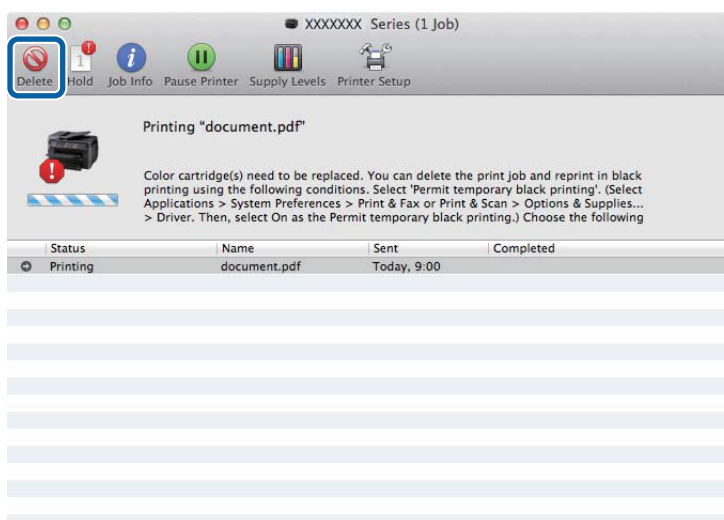 XXXXXXX Series (1 Job)
Delete Hold Job Info Pause Printer Supply Levels Printer Setup
Printing "document.pdf"
Color cartridge(s) need to be replaced. You can delete the print job and reprint in black
printing using the following conditions. Select 'Permit temporary black printing'. (Select
Applications > System Preferences > Print & Fax or Print & Scan > Options & Supplies...
> Driver. Then, select On as the Permit temporary black printing.) Choose the following
Status Name Sent Completed
Printing document.pdf Today, 9:00